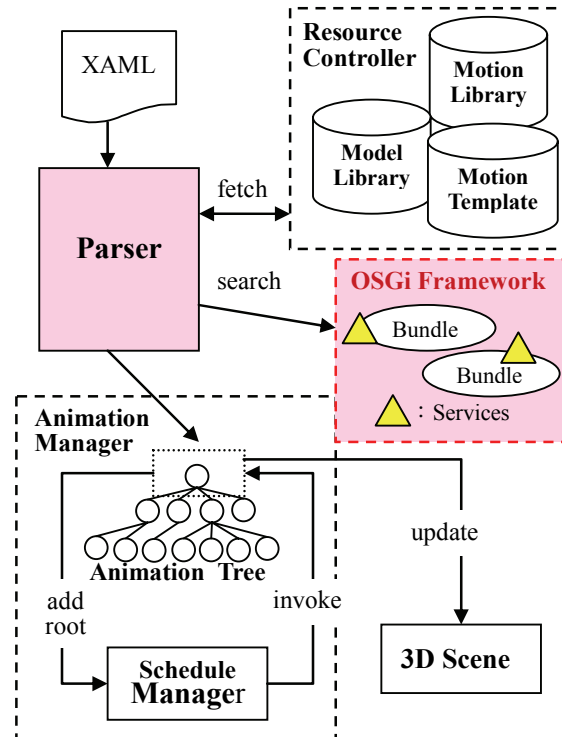 XAML
Resource
Controller
Motion
Library
Model
Library
Motion
Template
fetch
Parser
search
OSGi Framework
Bundle
Bundle
: Services
Animation
Manager
Animation Tree
add
root
invoke
update
Schedule
Manager
3D Scene